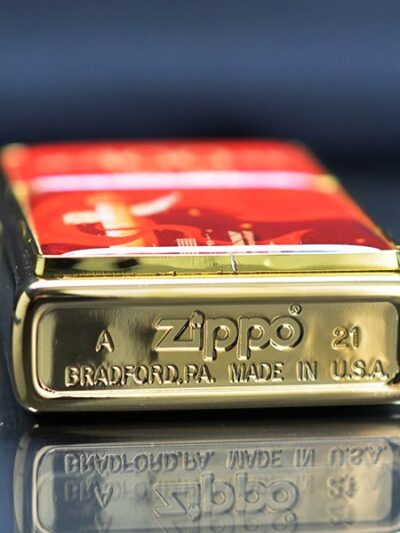 A Zippo® 21
BRADFORD,PA. MADE IN U.S.A.